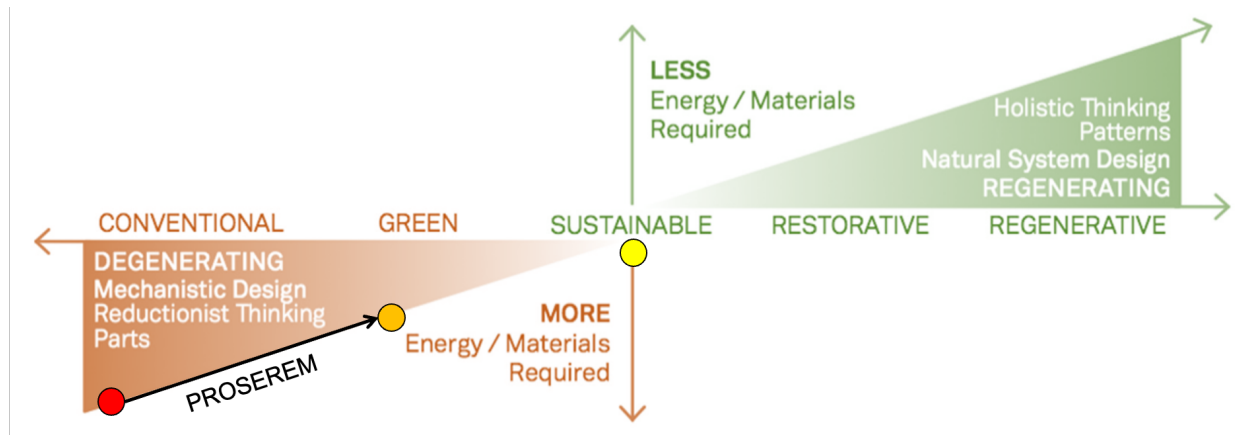 LESS
Energy / Materials
Required
Holistic Thinking
Patterns
Natural System Design
REGENERATING
CONVENTIONAL
GREEN
SUSTAINABLE
RESTORATIVE
REGENERATIVE
DEGENERATING
Mechanistic Design
Reductionist Thinking
Parts
PROSEREM
MORE
Energy / Materials
Required